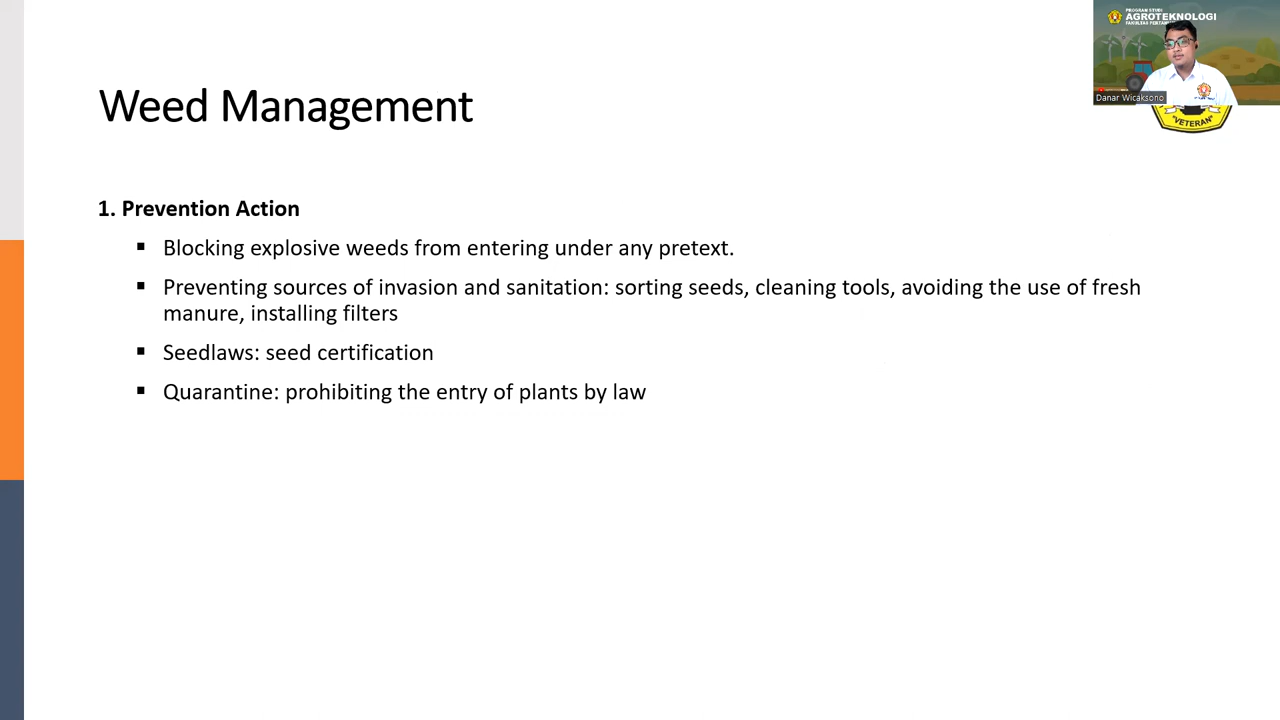 PROGRAM STUDI
AGROTEKNOLOGI
Danar Wicaksono
"VETERAN"
Weed Management
1. Prevention Action
▪ Blocking explosive weeds from entering under any pretext.
▪ Preventing sources of invasion and sanitation: sorting seeds, cleaning tools, avoiding the use of fresh
manure, installing filters
▪ Seedlaws: seed certification
▪ Quarantine: prohibiting the entry of plants by law